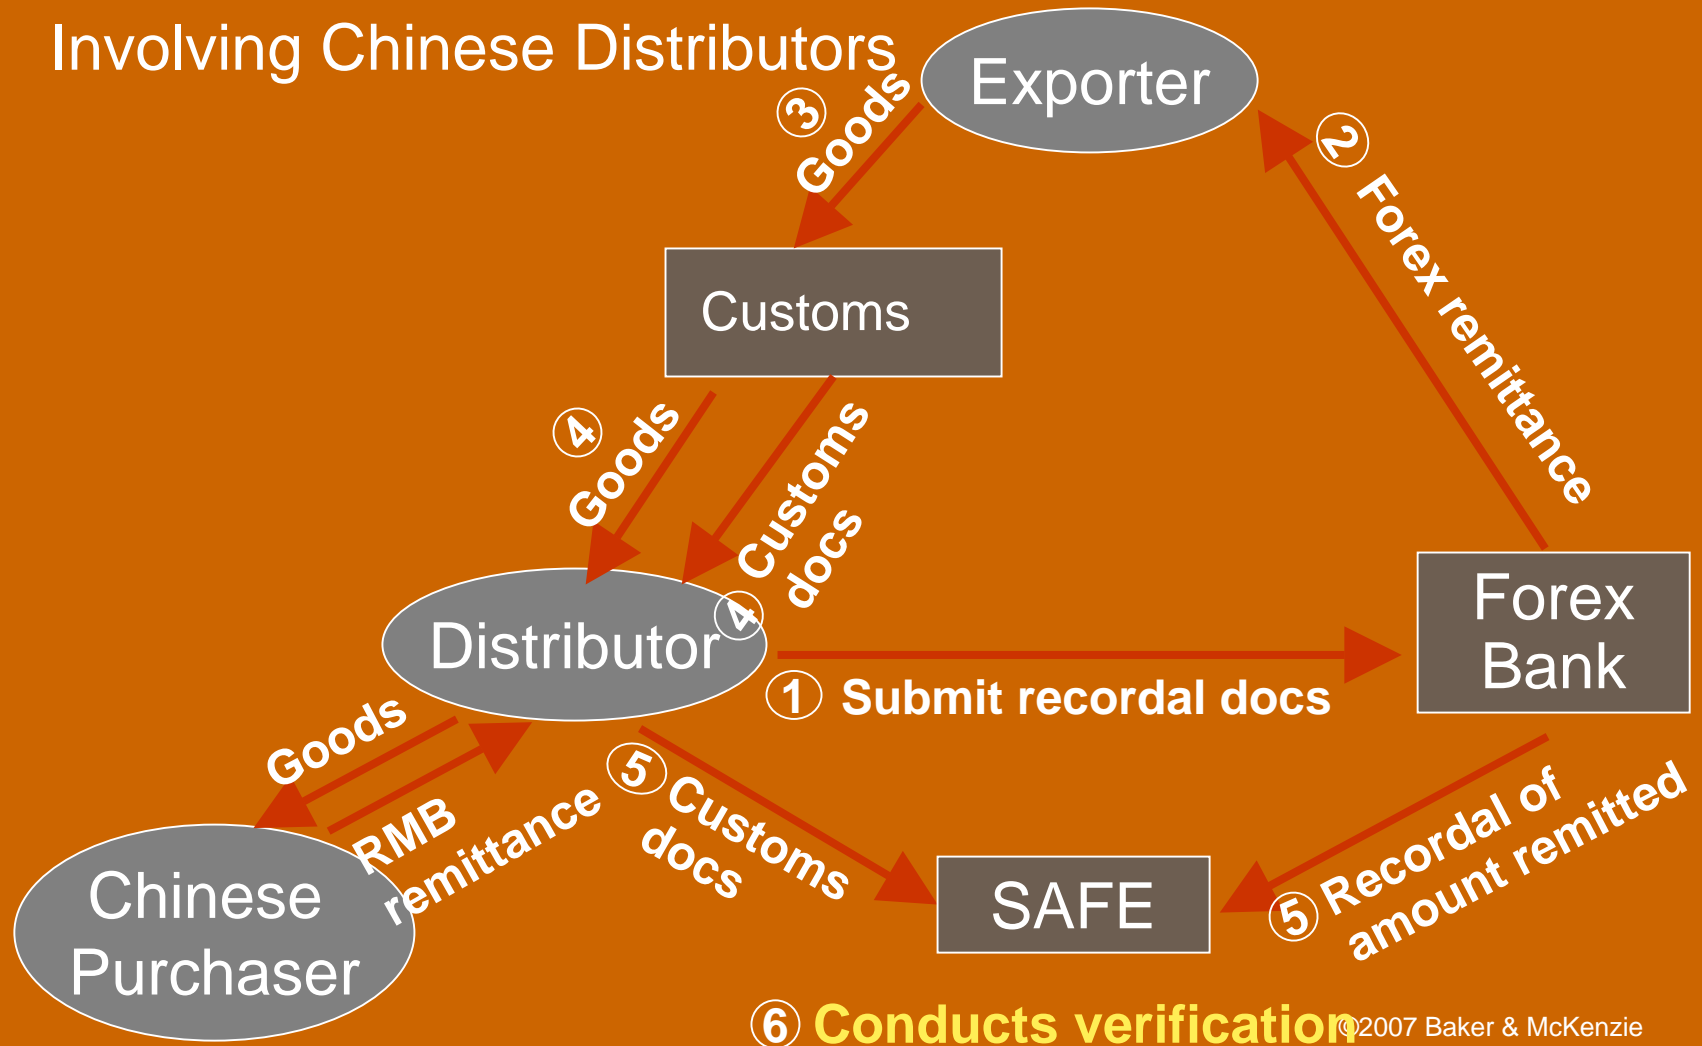 Involving Chinese Distributors
Exporter
③
Goods
②
Forex remittance
Customs
④
Goods
Customs
docs
④
Distributor
Forex
Bank
① Submit recordal docs
Goods
RMB
remittance
⑤ Customs
docs
⑤ Recordal of
amount remitted
Chinese
Purchaser
SAFE
⑥ Conducts verification
©2007 Baker & McKenzie